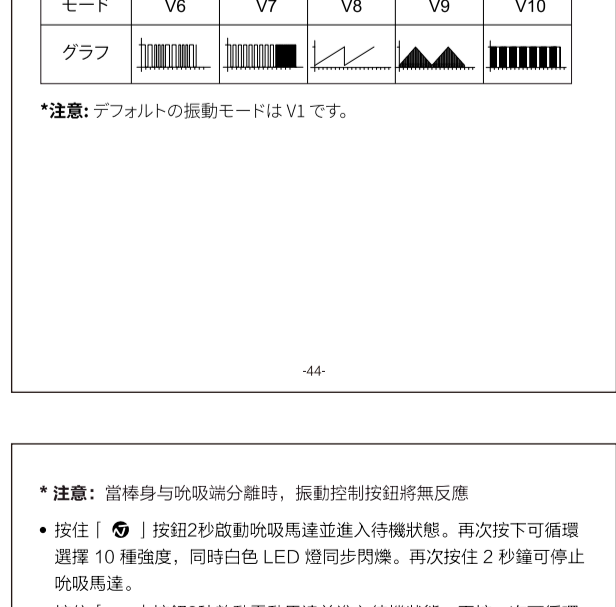 モード V6 V7 V8 V9 V10
グラフ
*注意: デフォルトの振動モードは V1 です。
-44-
* 注意：當棒身与吮吸端分離時，振動控制按鈕將無反應
• 按住「 」按鈕2秒啟動吮吸馬達並進入待機狀態。再次按下可循環
選擇 10 種強度，同時白色 LED 燈同步閃爍。再次按住 2 秒鐘可停止
吮吸馬達。